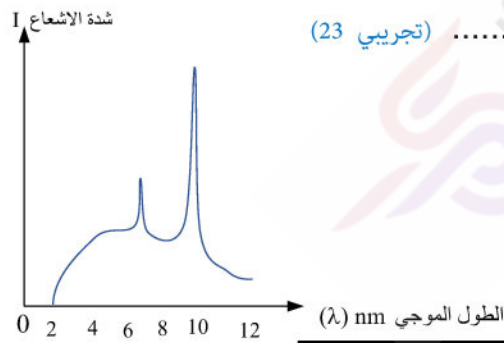 شدة الاشعاع I
...... (تجريبي 23)
0 2 4 6 8 10 12
الطول الموجي nm (λ)